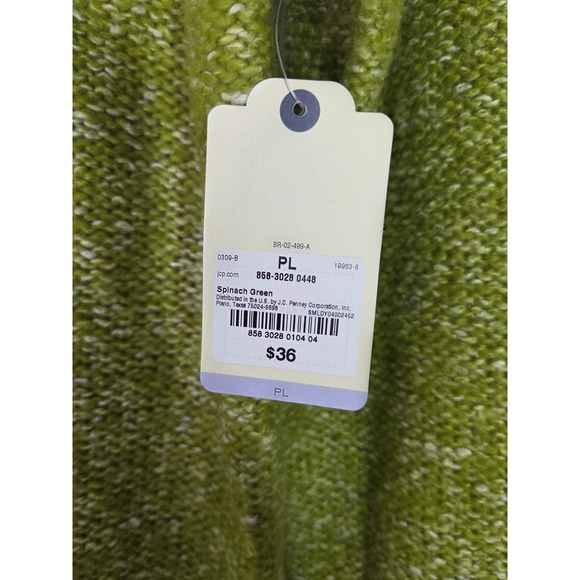 BR-02-499-A
0309-B PL 19963-8
jcp.com 858-3028 0448
Spinach Green
Distributed in the U.S. by J.C. Penney Corporation, Inc.
Plano, Texas 75024-3698 SMLDY04002452
858 3028 0104 04
$36
PL